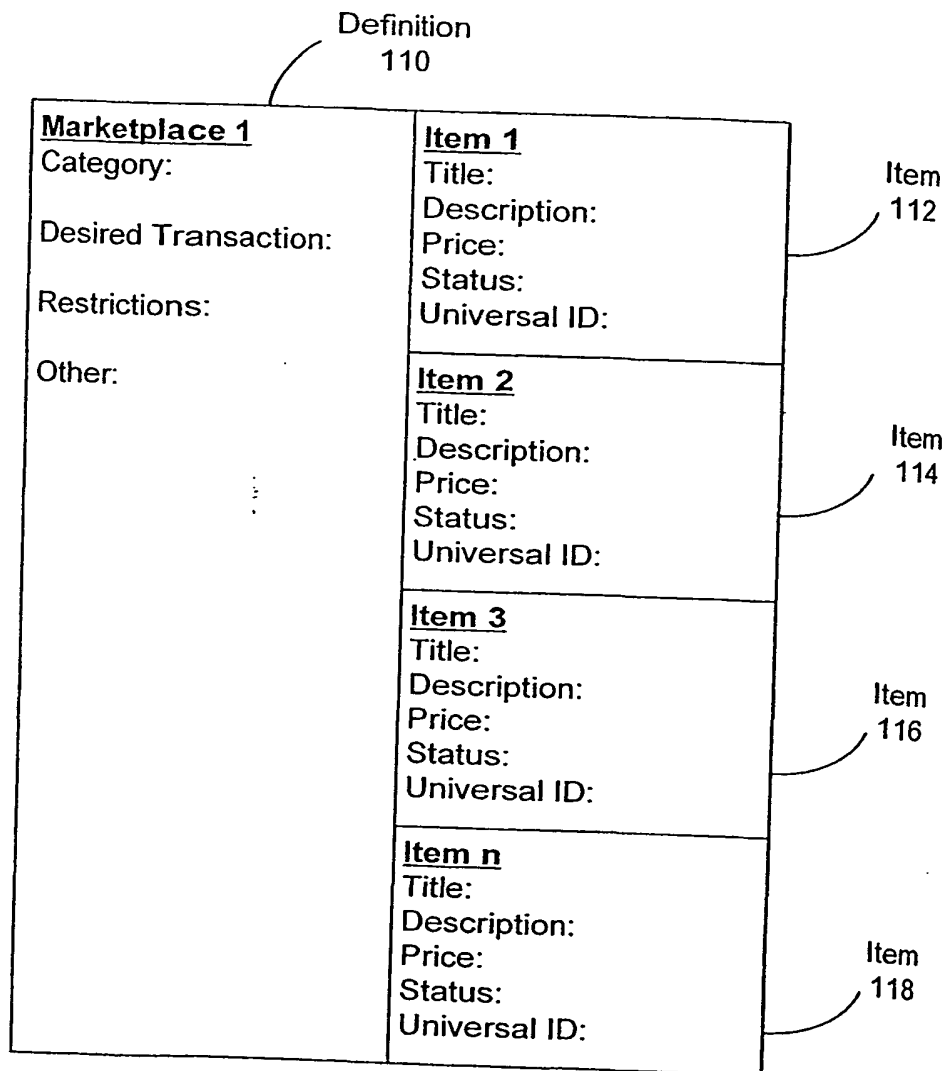 Definition
110
Marketplace 1
Category:
Desired Transaction:
Restrictions:
Other:
Item 1
Title:
Description:
Price:
Status:
Universal ID:
Item
112
Item 2
Title:
Description:
Price:
Status:
Universal ID:
Item
114
Item 3
Title:
Description:
Price:
Status:
Universal ID:
Item
116
Item n
Title:
Description:
Price:
Status:
Universal ID:
Item
118